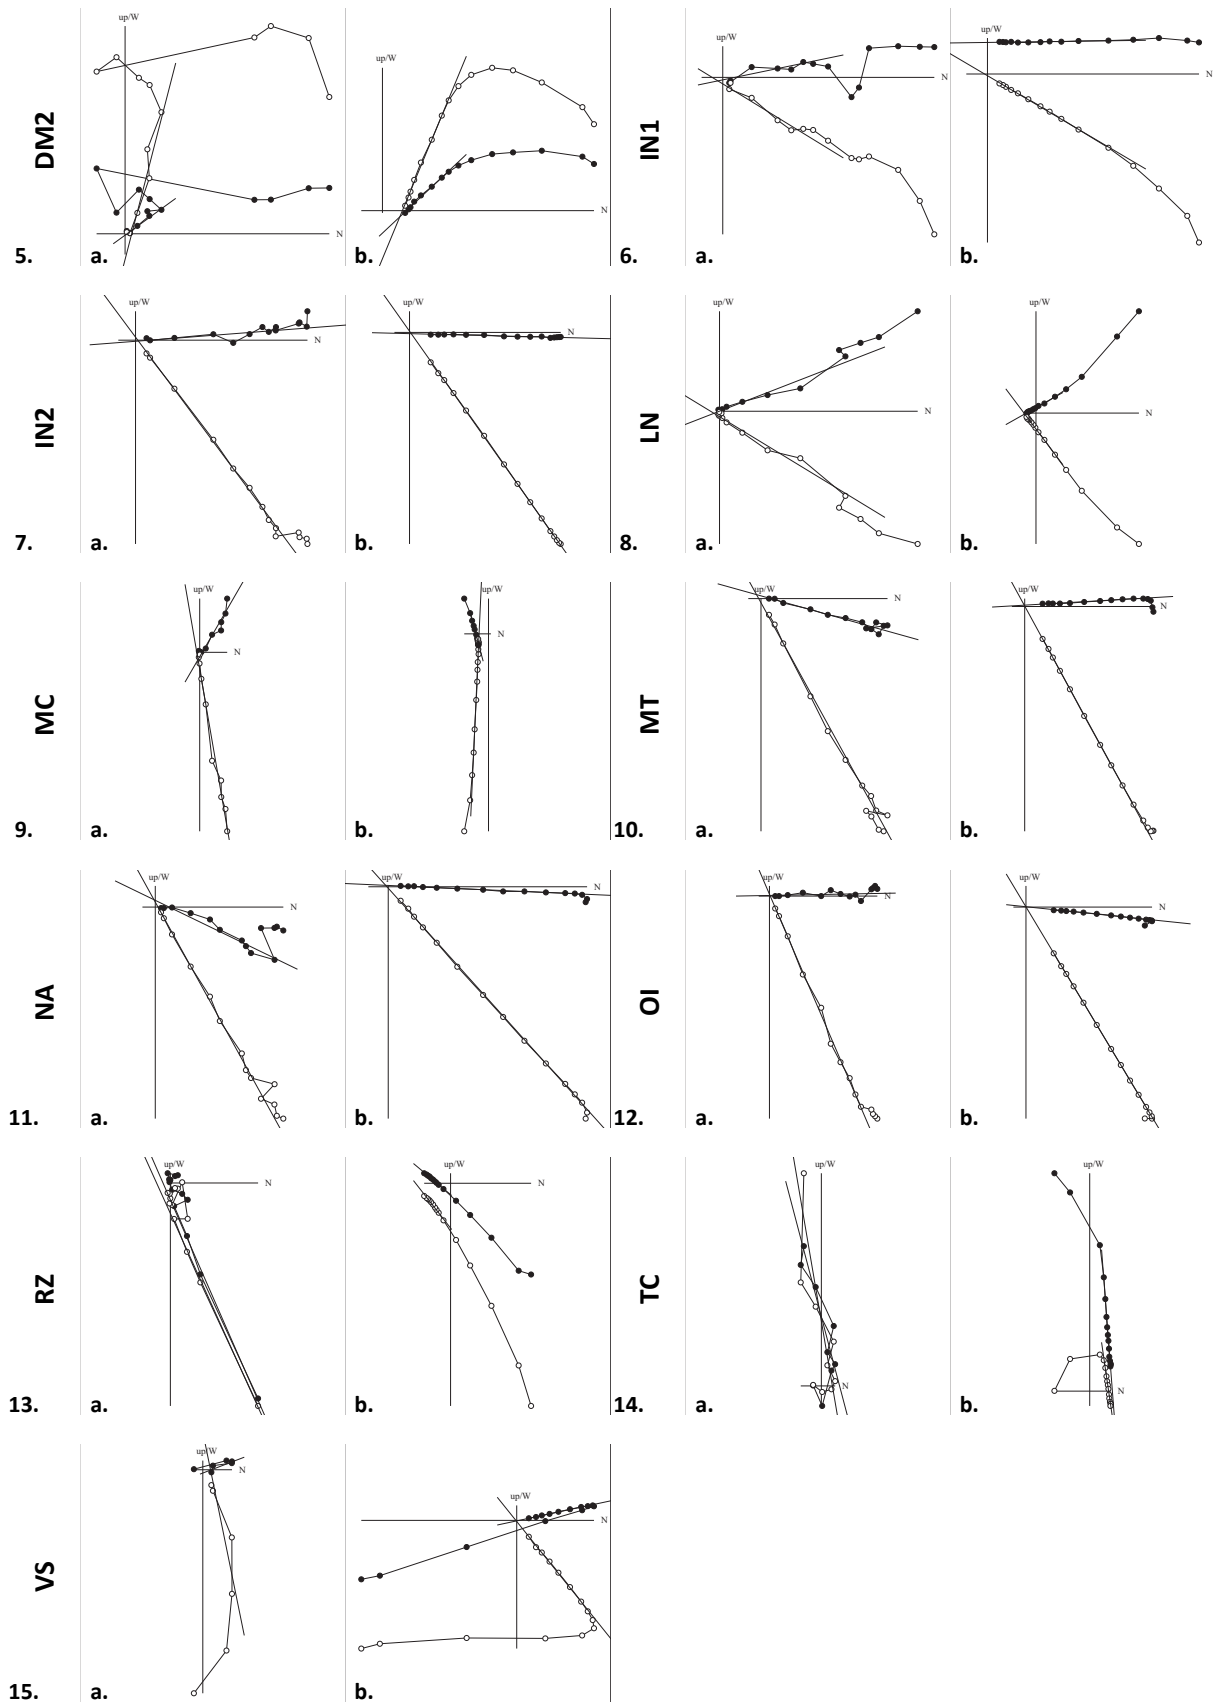 DM2
up/W
N
5.
a.
up/W
N
b.
IN1
up/W
N
6.
a.
up/W
N
b.
IN2
up/W
N
7.
a.
up/W
N
b.
LN
up/W
N
8.
a.
up/W
N
b.
MC
up/W
N
9.
a.
up/W
N
b.
MT
up/W
N
10.
a.
up/W
N
b.
NA
up/W
N
11.
a.
up/W
N
b.
OI
up/W
N
12.
a.
up/W
N
b.
RZ
up/W
N
13.
a.
up/W
N
b.
TC
up/W
N
14.
a.
up/W
N
b.
VS
up/W
N
15.
a.
up/W
N
b.